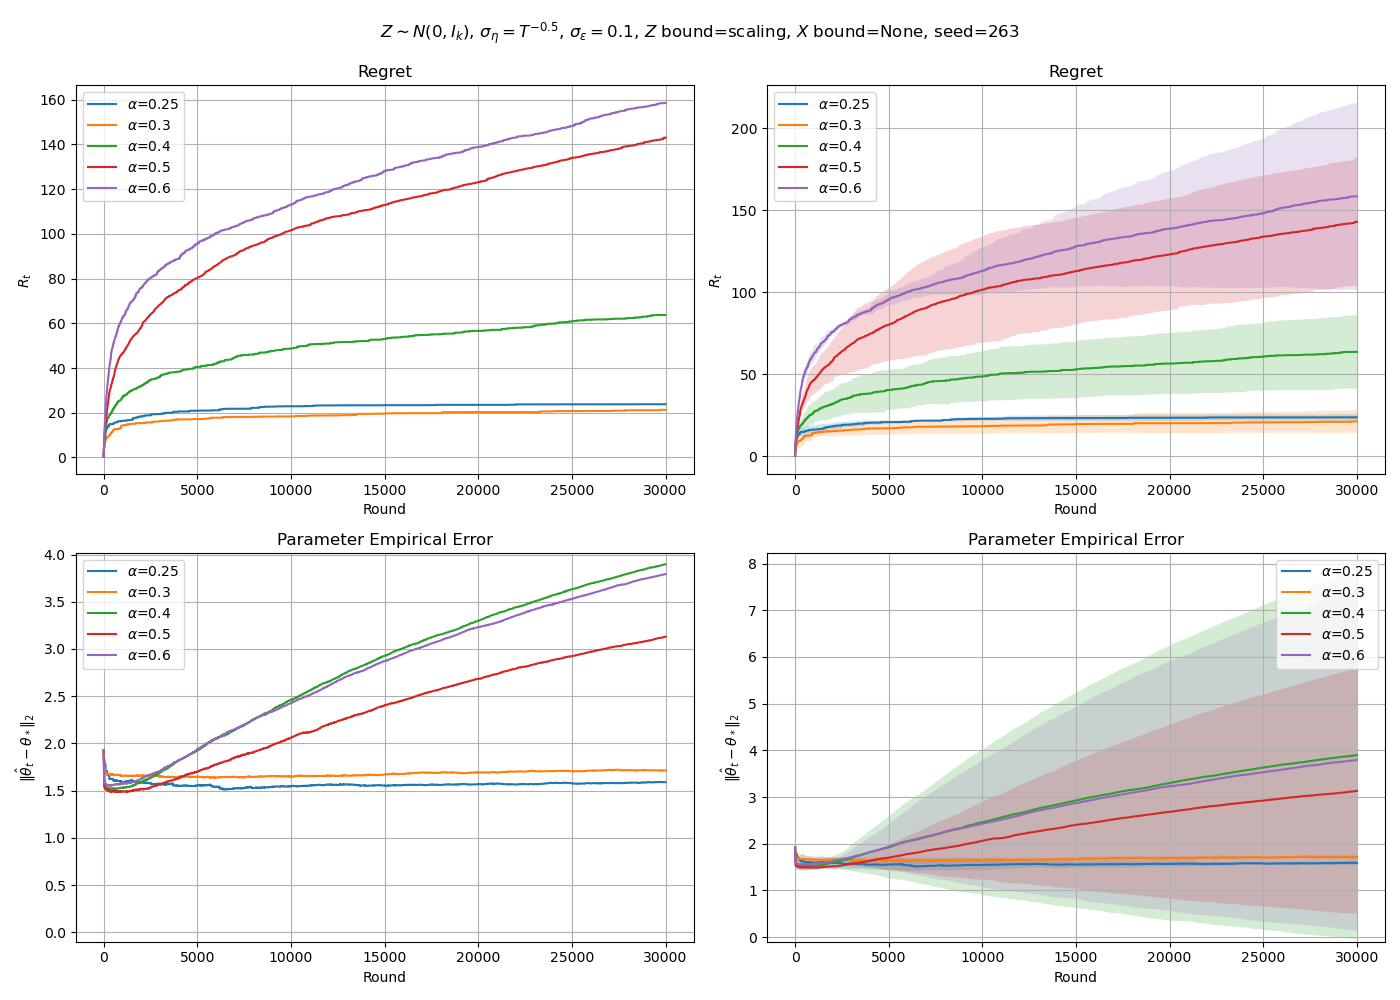 Z ∼ N(0, I_k), σ_η = T^{−0.5}, σ_ε = 0.1, Z bound=scaling, X bound=None, seed=263
Regret
α=0.25
α=0.3
α=0.4
α=0.5
α=0.6
160
140
120
100
80
60
40
20
0
R_t
0 5000 10000 15000 20000 25000 30000
Round
Regret
α=0.25
α=0.3
α=0.4
α=0.5
α=0.6
200
150
100
50
0
R_t
0 5000 10000 15000 20000 25000 30000
Round
Parameter Empirical Error
α=0.25
α=0.3
α=0.4
α=0.5
α=0.6
4.0
3.5
3.0
2.5
2.0
1.5
1.0
0.5
0.0
‖θ̂_t − θ_*‖_2
0 5000 10000 15000 20000 25000 30000
Round
Parameter Empirical Error
α=0.25
α=0.3
α=0.4
α=0.5
α=0.6
8
7
6
5
4
3
2
1
0
‖θ̂_t − θ_*‖_2
0 5000 10000 15000 20000 25000 30000
Round